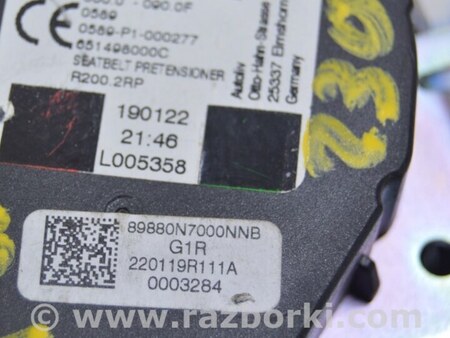 CE
0589
0589-P1-000277
651498000C
SEATBELT PRETENSIONER
R200.2RP
Autoliv
Otto-Hahn-Strasse
25337 Elmshorn
Germany
190122
21:46
L005358
89880N7000NNB
G1R
220119R111A
0003284
© www.razborki.com